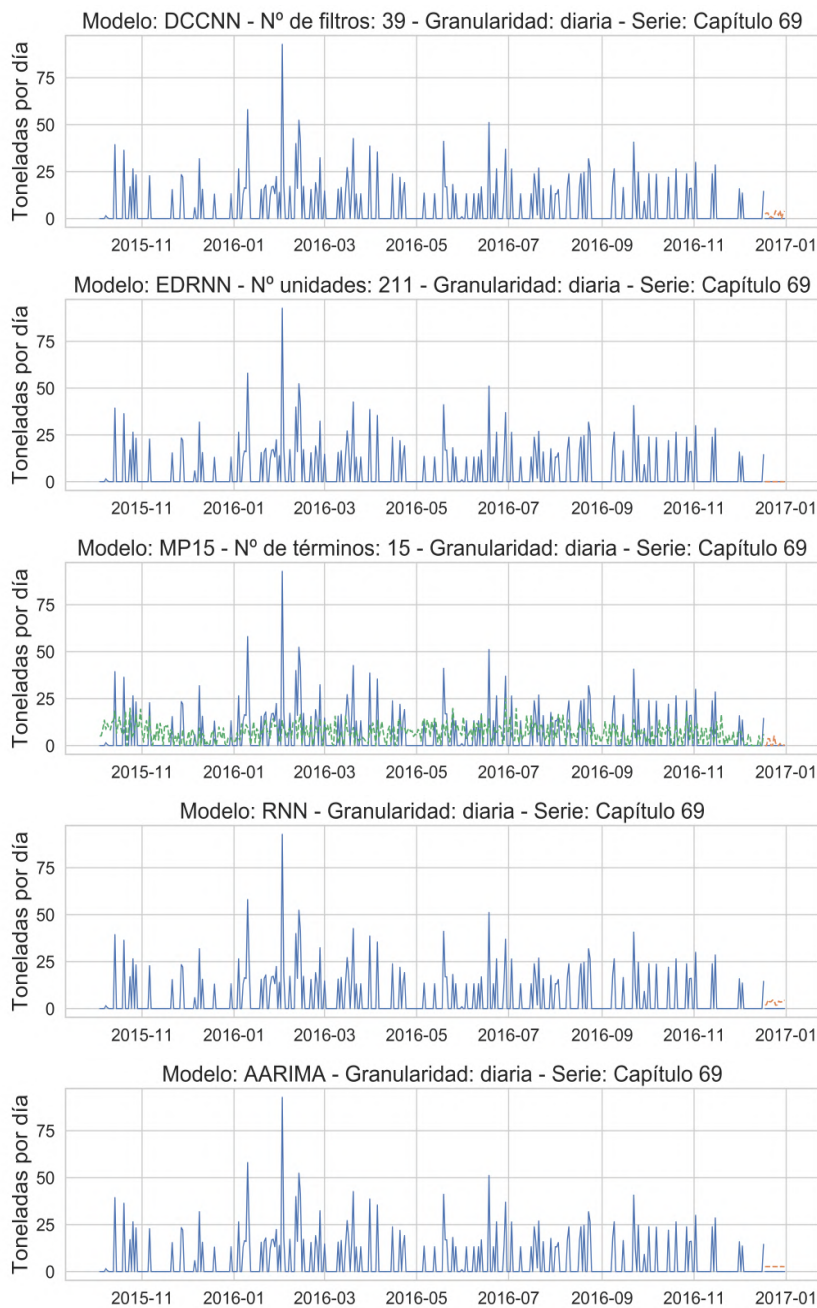 Modelo: DCCNN - Nº de filtros: 39 - Granularidad: diaria - Serie: Capítulo 69
Toneladas por día
75
50
25
0
2015-11 2016-01 2016-03 2016-05 2016-07 2016-09 2016-11 2017-01
Modelo: EDRNN - Nº unidades: 211 - Granularidad: diaria - Serie: Capítulo 69
Toneladas por día
75
50
25
0
2015-11 2016-01 2016-03 2016-05 2016-07 2016-09 2016-11 2017-01
Modelo: MP15 - Nº de términos: 15 - Granularidad: diaria - Serie: Capítulo 69
Toneladas por día
75
50
25
0
2015-11 2016-01 2016-03 2016-05 2016-07 2016-09 2016-11 2017-01
Modelo: RNN - Granularidad: diaria - Serie: Capítulo 69
Toneladas por día
75
50
25
0
2015-11 2016-01 2016-03 2016-05 2016-07 2016-09 2016-11 2017-01
Modelo: AARIMA - Granularidad: diaria - Serie: Capítulo 69
Toneladas por día
75
50
25
0
2015-11 2016-01 2016-03 2016-05 2016-07 2016-09 2016-11 2017-01